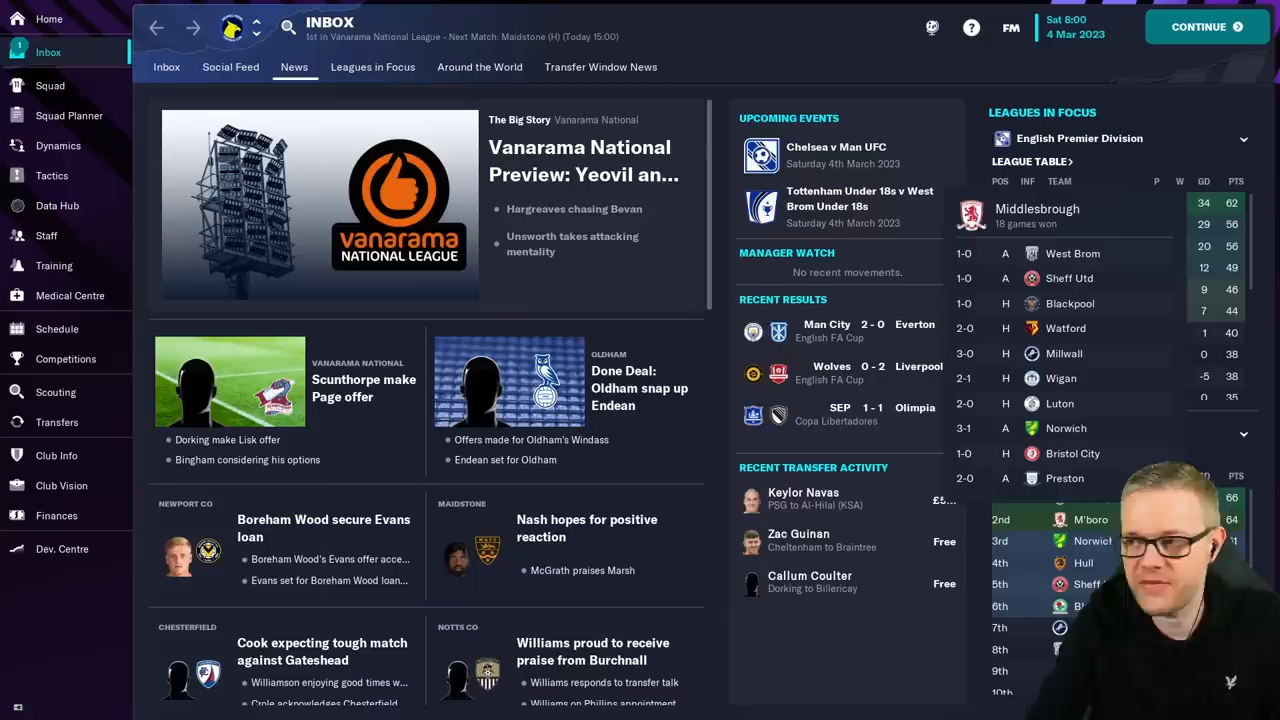 Home
1
Inbox
Squad
Squad Planner
Dynamics
Tactics
Data Hub
Staff
Training
Medical Centre
Schedule
Competitions
Scouting
Transfers
Club Info
Club Vision
Finances
Dev. Centre
INBOX
1st in Vanarama National League - Next Match: Maidstone (H) (Today 15:00)
?
FM
Sat 8:00
4 Mar 2023
CONTINUE
Inbox
Social Feed
News
Leagues in Focus
Around the World
Transfer Window News
vanarama
NATIONAL LEAGUE
The Big Story Vanarama National
Vanarama National
Preview: Yeovil an...
Hargreaves chasing Bevan
Unsworth takes attacking
mentality
VANARAMA NATIONAL
Scunthorpe make
Page offer
Dorking make Lisk offer
Bingham considering his options
OLDHAM
Done Deal:
Oldham snap up
Endean
Offers made for Oldham's Windass
Endean set for Oldham
NEWPORT CO
Boreham Wood secure Evans
loan
Boreham Wood's Evans offer acce...
Evans set for Boreham Wood loan...
MAIDSTONE
Nash hopes for positive
reaction
McGrath praises Marsh
CHESTERFIELD
Cook expecting tough match
against Gateshead
Williamson enjoying good times w...
Crole acknowledges Chesterfield
NOTTS CO
Williams proud to receive
praise from Burchnall
Williams responds to transfer talk
Williams on Phillips appointment
UPCOMING EVENTS
Chelsea v Man UFC
Saturday 4th March 2023
Tottenham Under 18s v West
Brom Under 18s
Saturday 4th March 2023
MANAGER WATCH
No recent movements.
RECENT RESULTS
Man City 2 - 0 Everton
English FA Cup
Wolves 0 - 2 Liverpool
English FA Cup
SEP 1 - 1 Olimpia
Copa Libertadores
RECENT TRANSFER ACTIVITY
Keylor Navas
PSG to Al-Hilal (KSA)
Zac Guinan
Cheltenham to Braintree
Free
Callum Coulter
Dorking to Billericay
Free
LEAGUES IN FOCUS
English Premier Division
LEAGUE TABLE>
POS INF TEAM P W GD PTS
34 62
29 56
20 56
12 49
9 46
7 44
1 40
0 38
-5 38
0 35
Middlesbrough
18 games won
1-0 A West Brom
1-0 A Sheff Utd
1-0 H Blackpool
2-0 H Watford
3-0 H Millwall
2-1 H Wigan
2-0 H Luton
3-1 A Norwich
1-0 H Bristol City
2-0 A Preston
PTS
66
2nd M'boro 64
3rd Norwich
4th Hull
5th Sheff
6th
7th
8th
9th
10th